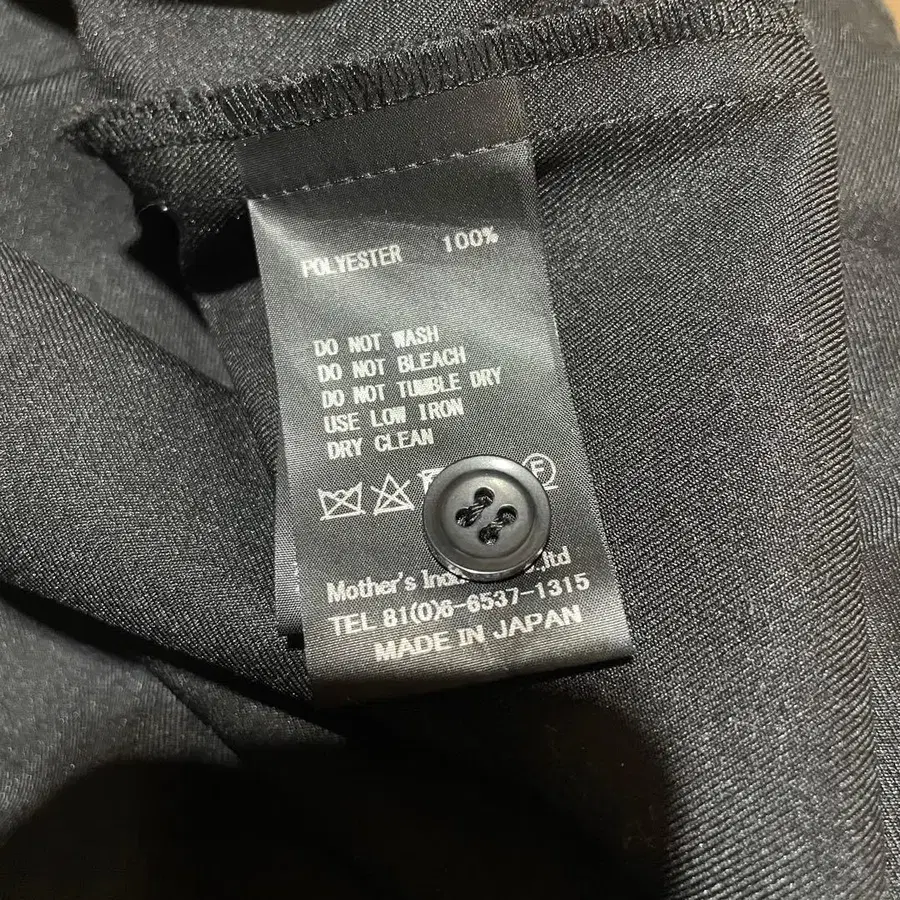 POLYESTER 100%
DO NOT WASH
DO NOT BLEACH
DO NOT TUMBLE DRY
USE LOW IRON
DRY CLEAN
F
Mother's
TEL 81(0)6-6537-1315
MADE IN JAPAN